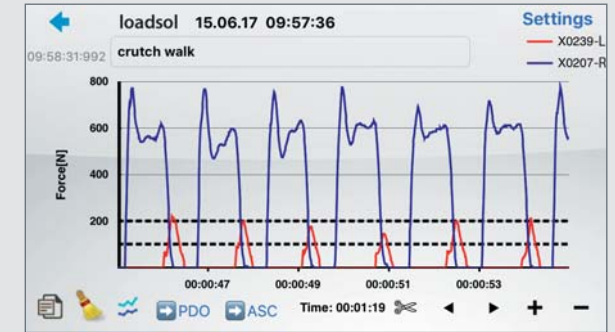 loadsol 15.06.17 09:57:36
Settings
X0239-L
X0207-R
09:58:31:992
crutch walk
800
600
400
200
Force[N]
00:00:47 00:00:49 00:00:51 00:00:53
PDO ASC Time: 00:01:19